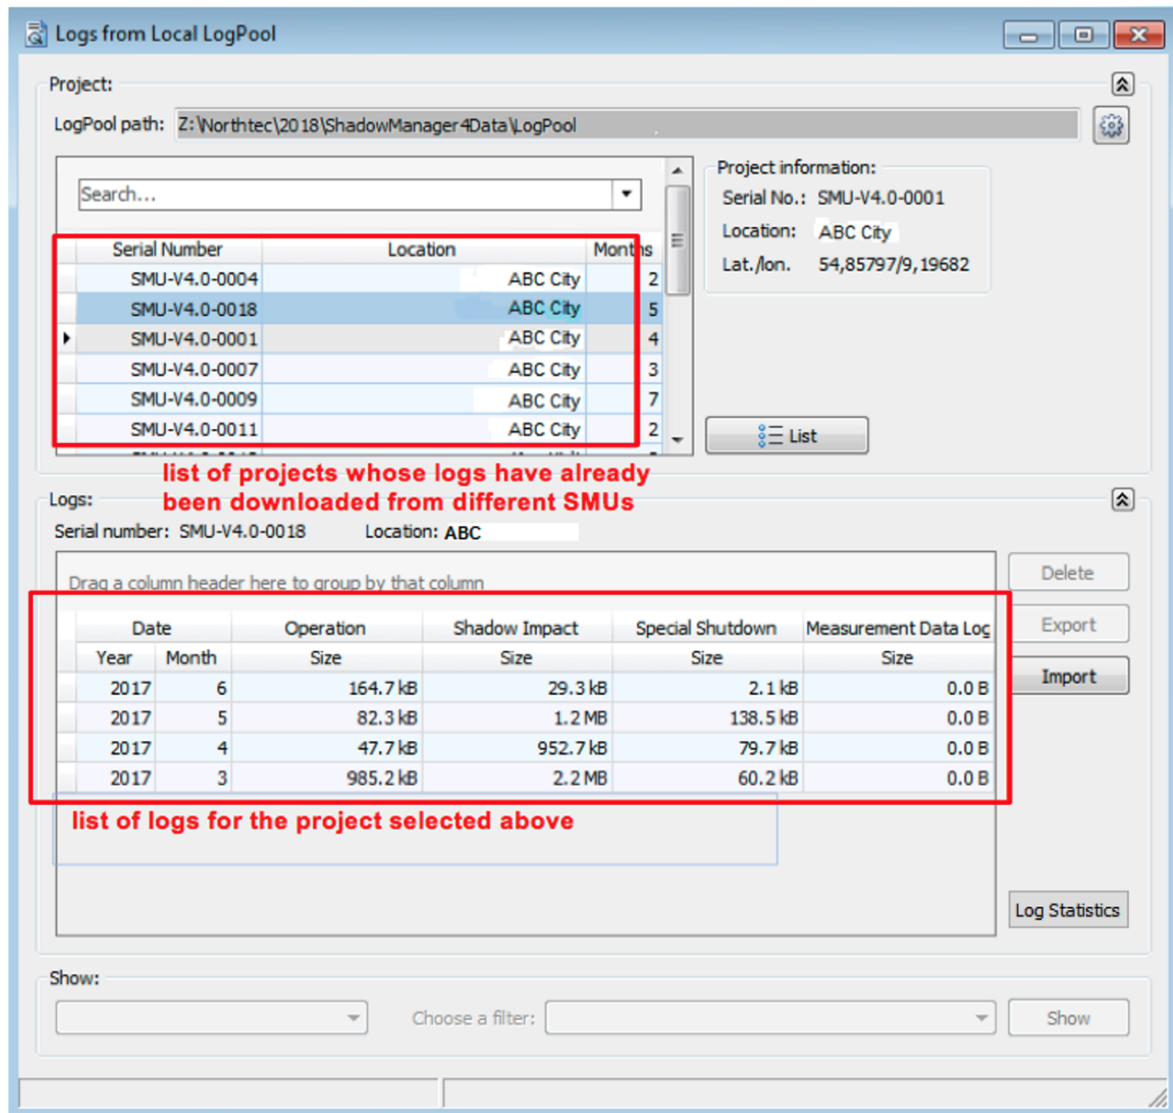 Logs from Local LogPool
Project:
LogPool path: Z:\Northtec\2018\ShadowManager4Data\LogPool
Search...
Serial Number Location Months
SMU-V4.0-0004 ABC City 2
SMU-V4.0-0018 ABC City 5
SMU-V4.0-0001 ABC City 4
SMU-V4.0-0007 ABC City 3
SMU-V4.0-0009 ABC City 7
SMU-V4.0-0011 ABC City 2
Project information:
Serial No.: SMU-V4.0-0001
Location: ABC City
Lat./lon. 54,85797/9,19682
List
list of projects whose logs have already
been downloaded from different SMUs
Logs:
Serial number: SMU-V4.0-0018 Location: ABC
Drag a column header here to group by that column
Date Operation Shadow Impact Special Shutdown Measurement Data Log
Year Month Size Size Size Size
2017 6 164.7 kB 29.3 kB 2.1 kB 0.0 B
2017 5 82.3 kB 1.2 MB 138.5 kB 0.0 B
2017 4 47.7 kB 952.7 kB 79.7 kB 0.0 B
2017 3 985.2 kB 2.2 MB 60.2 kB 0.0 B
list of logs for the project selected above
Delete
Export
Import
Log Statistics
Show:
Choose a filter:
Show